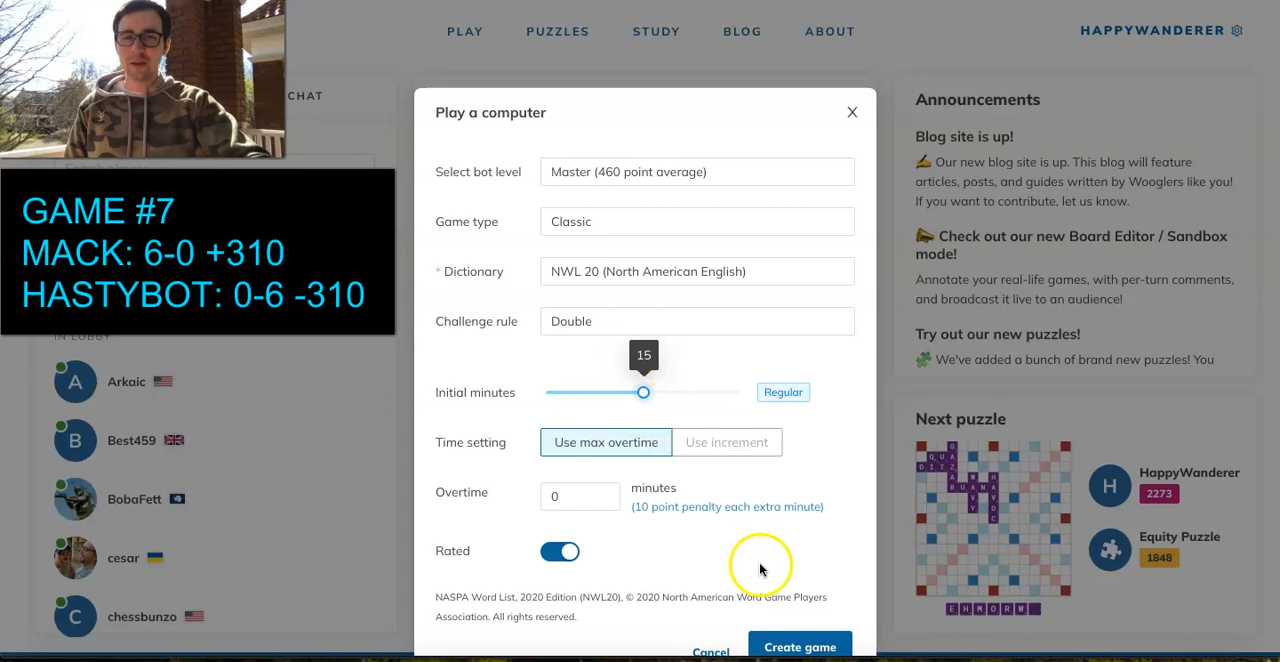 PLAY PUZZLES STUDY BLOG ABOUT
HAPPYWANDERER
CHAT
GAME #7
MACK: 6-0 +310
HASTYBOT: 0-6 -310
IN LOBBY
A Arkaic
B Best459
BobaFett
cesar
C chessbunzo
Play a computer
Select bot level Master (460 point average)
Game type Classic
* Dictionary NWL 20 (North American English)
Challenge rule Double
15
Initial minutes Regular
Time setting Use max overtime Use increment
Overtime 0 minutes
(10 point penalty each extra minute)
Rated
NASPA Word List, 2020 Edition (NWL20), © 2020 North American Word Game Players
Association. All rights reserved.
Cancel Create game
Announcements
Blog site is up!
✍️ Our new blog site is up. This blog will feature
articles, posts, and guides written by Wooglers like you!
If you want to contribute, let us know.
Check out our new Board Editor / Sandbox
mode!
Annotate your real-life games, with per-turn comments,
and broadcast it live to an audience!
Try out our new puzzles!
We've added a bunch of brand new puzzles! You
Next puzzle
H HappyWanderer
2273
Equity Puzzle
1848
E H M O R W